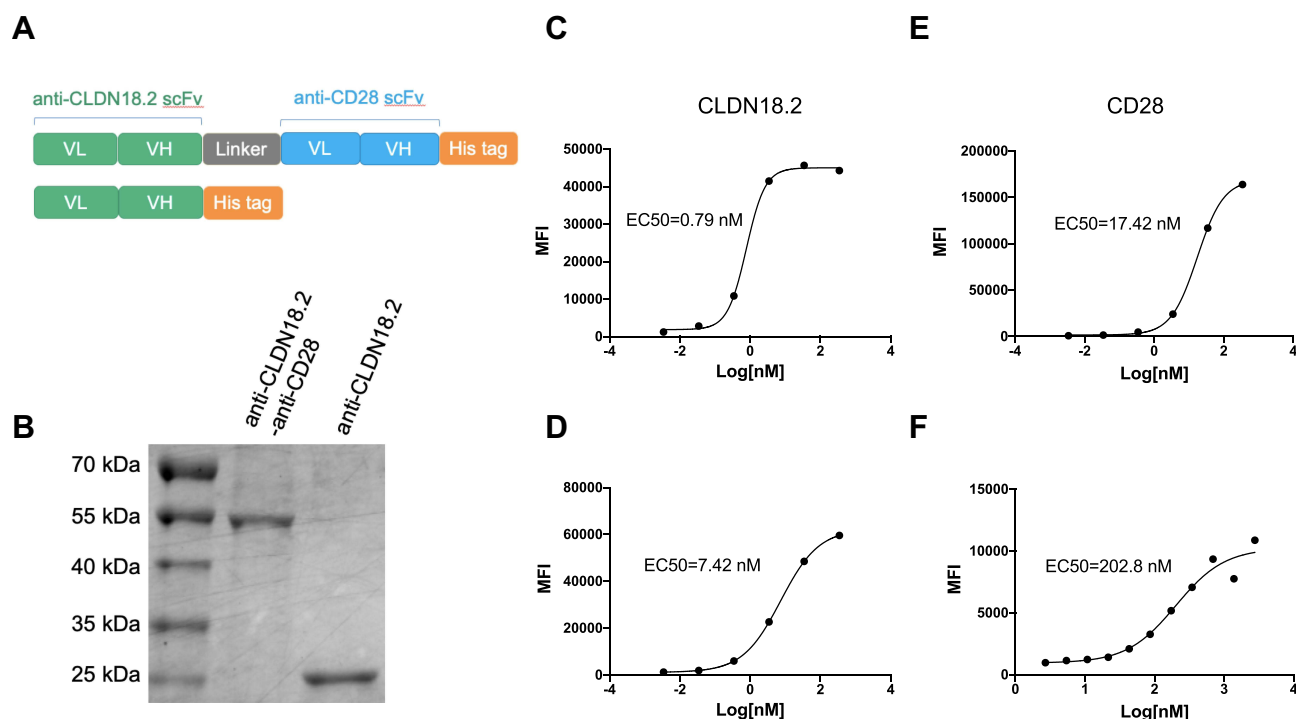 A
anti-CLDN18.2 scFv
anti-CD28 scFv
VL VH Linker VL VH His tag
VL VH His tag
B
anti-CLDN18.2
-anti-CD28
anti-CLDN18.2
70 kDa
55 kDa
40 kDa
35 kDa
25 kDa
C
CLDN18.2
50000
40000
30000
20000
10000
0
MFI
EC50=0.79 nM
-4 -2 0 2 4
Log[nM]
D
80000
60000
40000
20000
0
MFI
EC50=7.42 nM
-4 -2 0 2 4
Log[nM]
E
CD28
200000
150000
100000
50000
0
MFI
EC50=17.42 nM
-4 -2 0 2 4
Log[nM]
F
15000
10000
5000
0
MFI
EC50=202.8 nM
0 1 2 3 4
Log[nM]